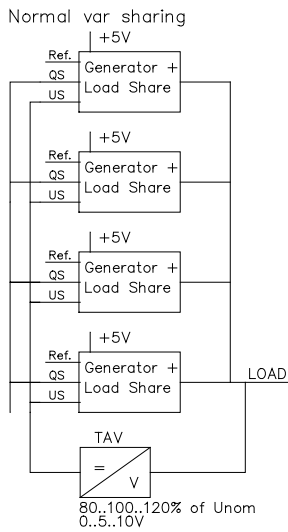 Normal var sharing
+5V
Ref.
QS
US
Generator +
Load Share
+5V
Ref.
QS
US
Generator +
Load Share
+5V
Ref.
QS
US
Generator +
Load Share
+5V
Ref.
QS
US
Generator +
Load Share
LOAD
TAV
=
V
80..100..120% of Unom
0..5..10V